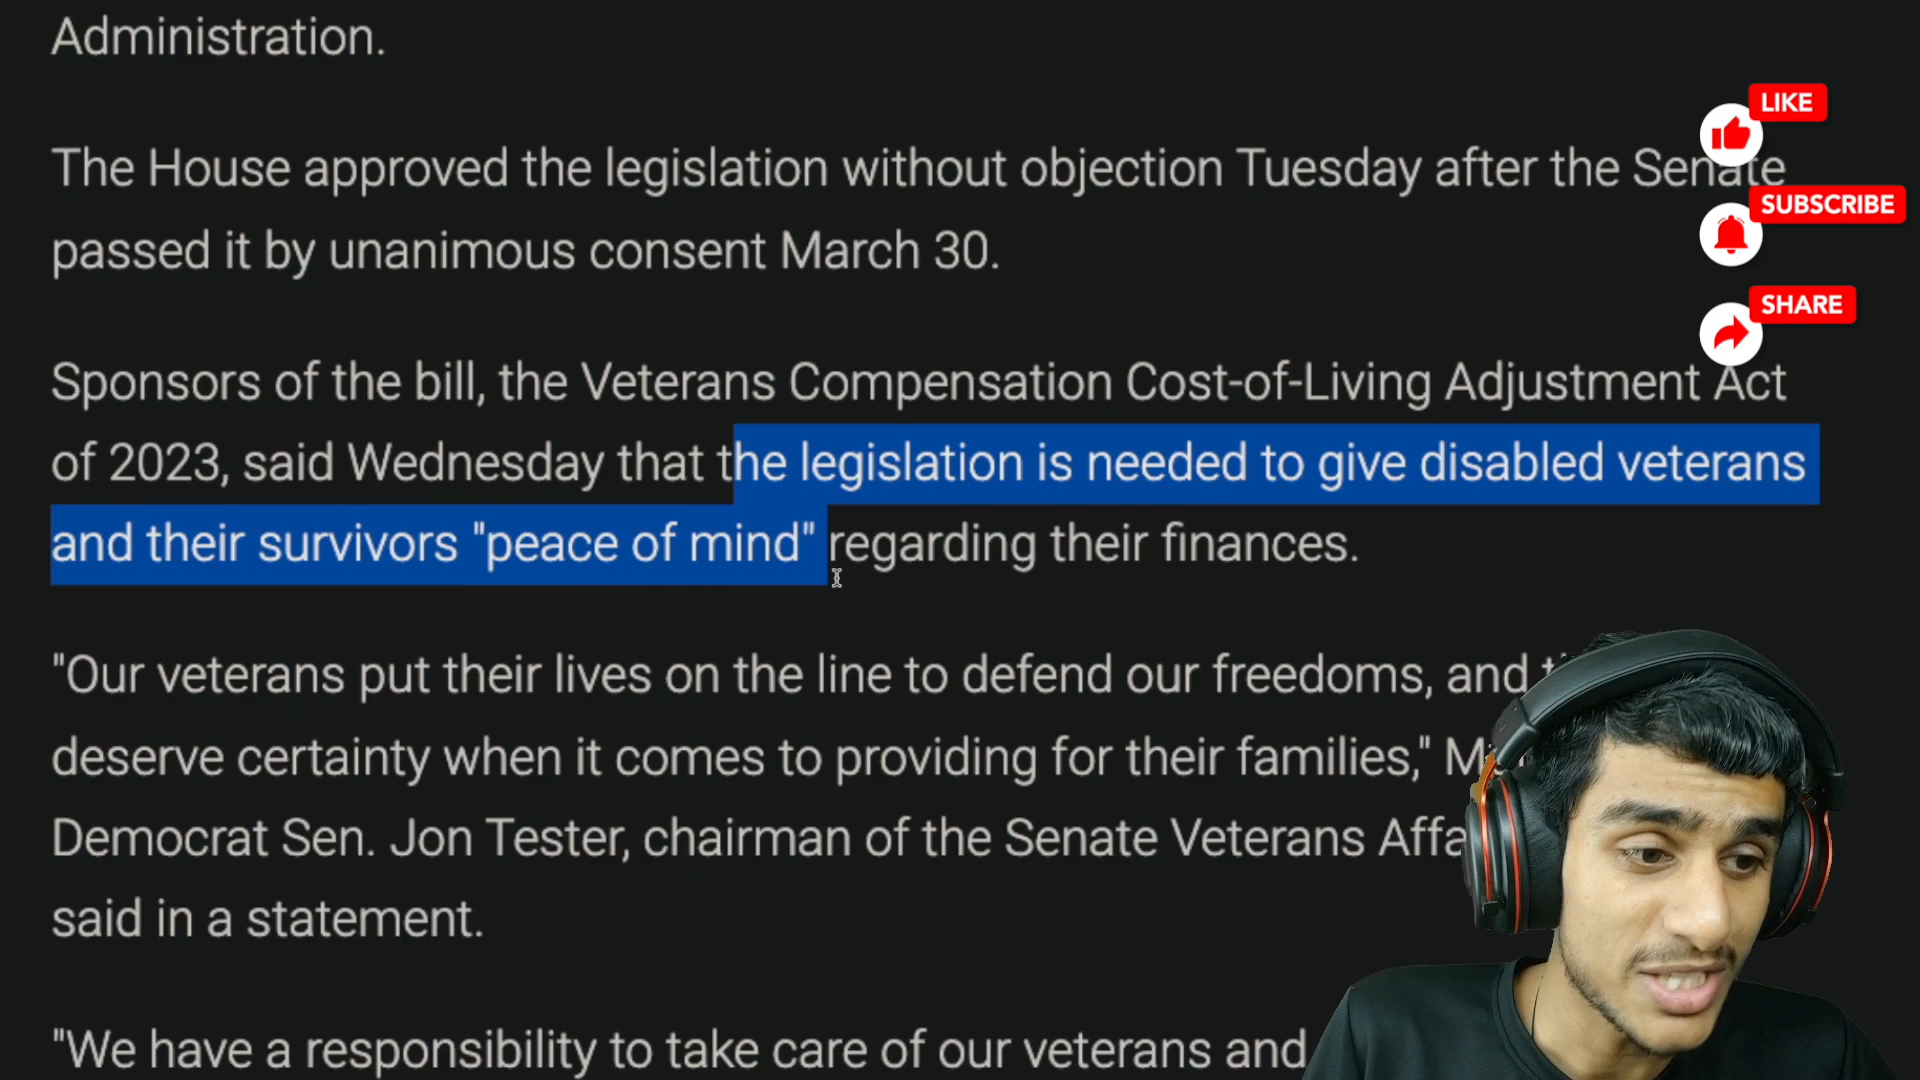 Administration.
LIKE
The House approved the legislation without objection Tuesday after the Senate
SUBSCRIBE
passed it by unanimous consent March 30.
SHARE
Sponsors of the bill, the Veterans Compensation Cost-of-Living Adjustment Act
of 2023, said Wednesday that the legislation is needed to give disabled veterans
and their survivors "peace of mind" regarding their finances.
"Our veterans put their lives on the line to defend our freedoms, and
deserve certainty when it comes to providing for their families,"
Democrat Sen. Jon Tester, chairman of the Senate Veterans
said in a statement.
"We have a responsibility to take care of our veterans and